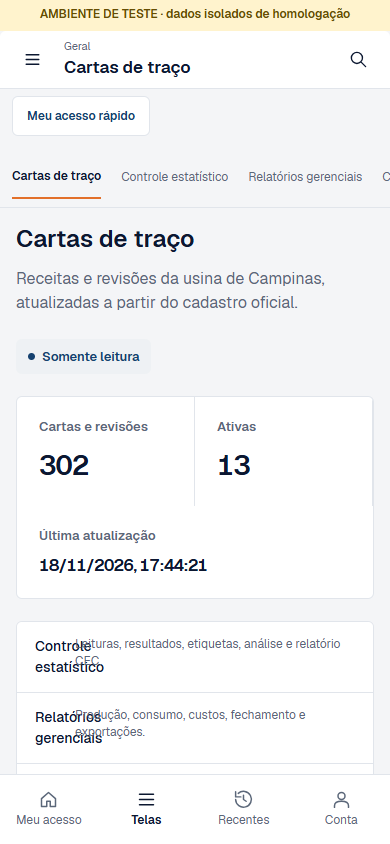 AMBIENTE DE TESTE · dados isolados de homologação
Geral
Cartas de traço
Meu acesso rápido
Cartas de traço
Controle estatístico
Relatórios gerenciais
C
Cartas de traço
Receitas e revisões da usina de Campinas,
atualizadas a partir do cadastro oficial.
Somente leitura
Cartas e revisões
302
Ativas
13
Última atualização
18/11/2026, 17:44:21
Controle
estatístico
Leituras, resultados, etiquetas, análise e relatório
CEC.
Relatórios
gerenciais
Produção, consumo, custos, fechamento e
exportações.
Meu acesso
Telas
Recentes
Conta